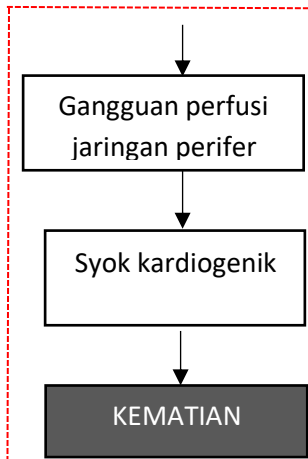 Gangguan perfusi
jaringan perifer
Syok kardiogenik
KEMATIAN